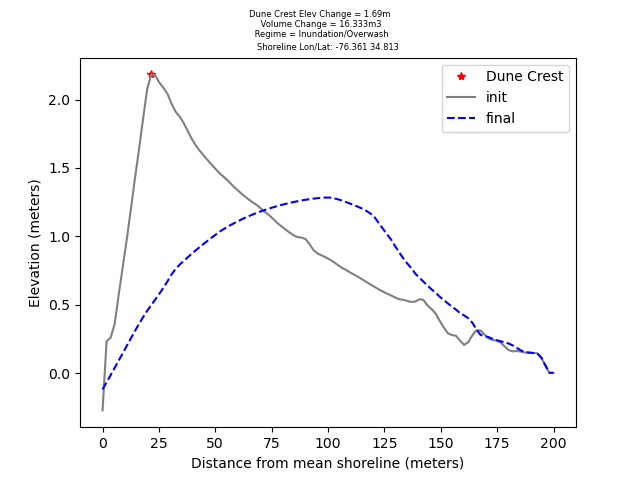 Dune Crest Elev Change = 1.69m
Volume Change = 16.333m3
Regime = Inundation/Overwash
Shoreline Lon/Lat: -76.361 34.813
Dune Crest
init
final
Elevation (meters)
2.0
1.5
1.0
0.5
0.0
0 25 50 75 100 125 150 175 200
Distance from mean shoreline (meters)